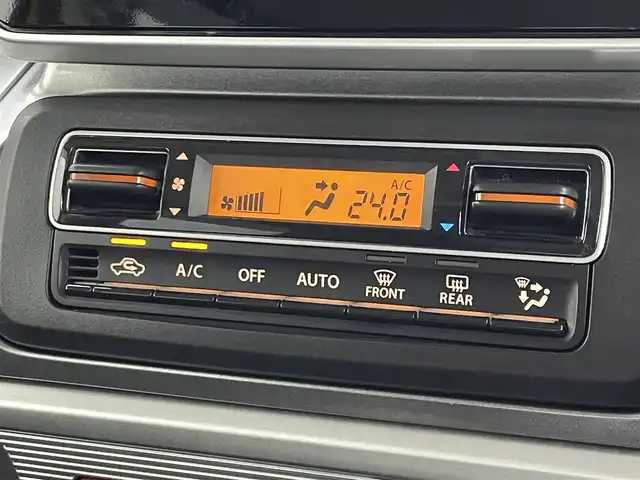 A/C
24.0
A/C OFF AUTO FRONT REAR